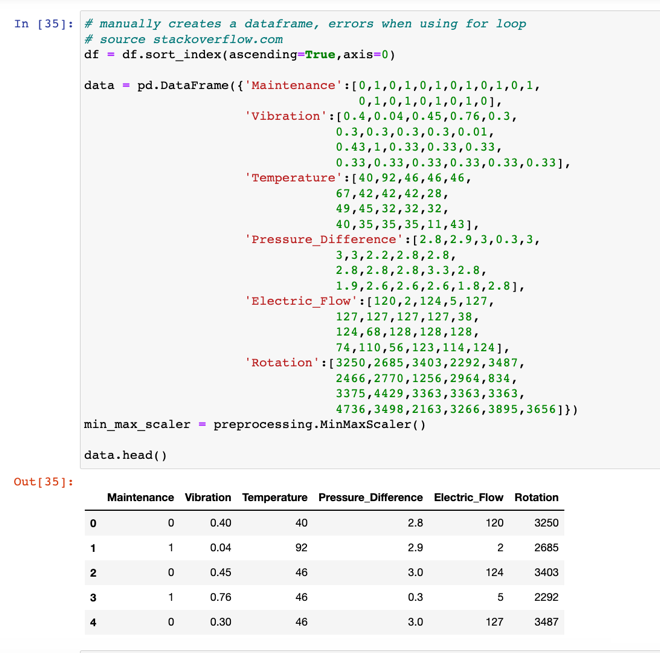 In [35]: # manually creates a dataframe, errors when using for loop
# source stackoverflow.com
df = df.sort_index(ascending=True,axis=0)
data = pd.DataFrame({'Maintenance':[0,1,0,1,0,1,0,1,0,1,0,1,
0,1,0,1,0,1,0,1,0],
'Vibration':[0.4,0.04,0.45,0.76,0.3,
0.3,0.3,0.3,0.3,0.01,
0.43,1,0.33,0.33,0.33,
0.33,0.33,0.33,0.33,0.33,0.33],
'Temperature':[40,92,46,46,46,
67,42,42,42,28,
49,45,32,32,32,
40,35,35,35,11,43],
'Pressure_Difference':[2.8,2.9,3,0.3,3,
3,3,2.2,2.8,2.8,
2.8,2.8,2.8,3.3,2.8,
1.9,2.6,2.6,2.6,1.8,2.8],
'Electric_Flow':[120,2,124,5,127,
127,127,127,127,38,
124,68,128,128,128,
74,110,56,123,114,124],
'Rotation':[3250,2685,3403,2292,3487,
2466,2770,1256,2964,834,
3375,4429,3363,3363,3363,
4736,3498,2163,3266,3895,3656]})
min_max_scaler = preprocessing.MinMaxScaler()
data.head()
Out[35]:
Maintenance Vibration Temperature Pressure_Difference Electric_Flow Rotation
0 0 0.40 40 2.8 120 3250
1 1 0.04 92 2.9 2 2685
2 0 0.45 46 3.0 124 3403
3 1 0.76 46 0.3 5 2292
4 0 0.30 46 3.0 127 3487